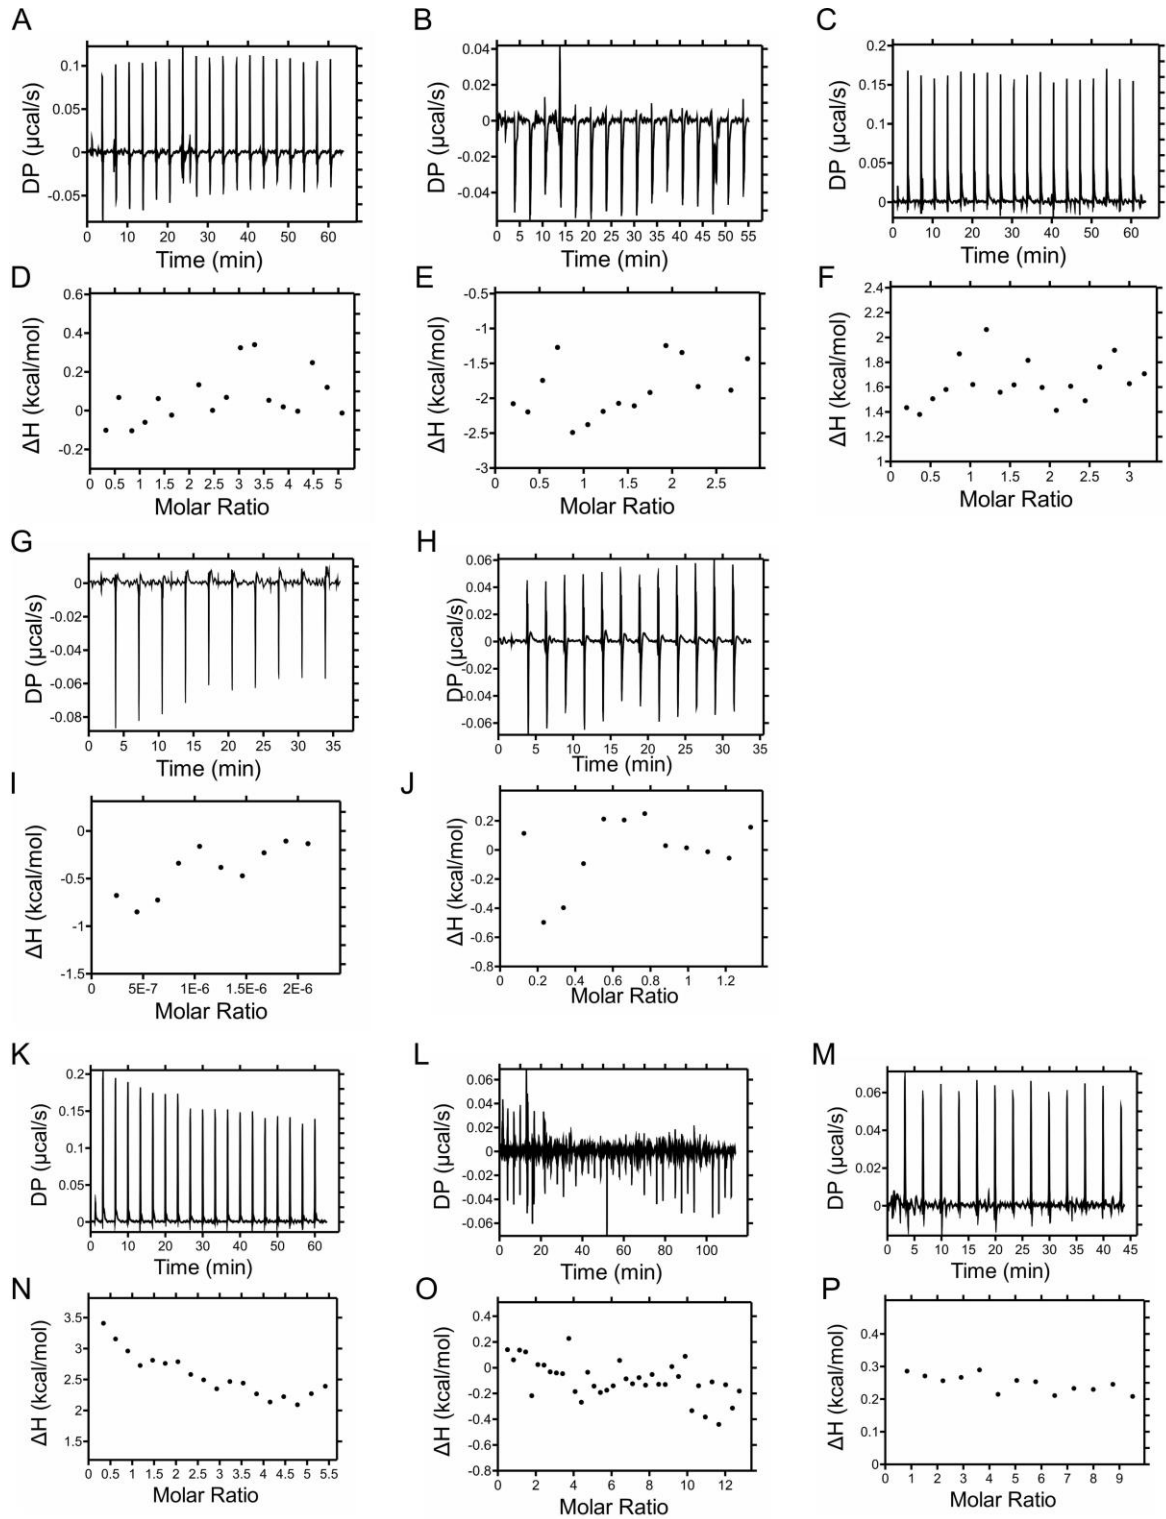 A
B
C
DP (μcal/s)
0.1
0.05
0
-0.05
0 10 20 30 40 50 60
Time (min)
DP (μcal/s)
0.04
0.02
0
-0.02
-0.04
0 5 10 15 20 25 30 35 40 45 50 55
Time (min)
DP (μcal/s)
0.2
0.15
0.1
0.05
0
0 10 20 30 40 50 60
Time (min)
D
E
F
ΔH (kcal/mol)
0.6
0.4
0.2
0
-0.2
0 0.5 1 1.5 2 2.5 3 3.5 4 4.5 5
Molar Ratio
ΔH (kcal/mol)
-0.5
-1
-1.5
-2
-2.5
-3
0 0.5 1 1.5 2 2.5
Molar Ratio
ΔH (kcal/mol)
2.4
2.2
2
1.8
1.6
1.4
1.2
1
0 0.5 1 1.5 2 2.5 3
Molar Ratio
G
H
DP (μcal/s)
0
-0.02
-0.04
-0.06
-0.08
0 5 10 15 20 25 30 35
Time (min)
DP (μcal/s)
0.06
0.04
0.02
0
-0.02
-0.04
-0.06
0 5 10 15 20 25 30 35
Time (min)
I
J
ΔH (kcal/mol)
0
-0.5
-1
-1.5
0 5E-7 1E-6 1.5E-6 2E-6
Molar Ratio
ΔH (kcal/mol)
0.2
0
-0.2
-0.4
-0.6
-0.8
0 0.2 0.4 0.6 0.8 1 1.2
Molar Ratio
K
L
M
DP (μcal/s)
0.2
0.15
0.1
0.05
0
0 10 20 30 40 50 60
Time (min)
DP (μcal/s)
0.06
0.04
0.02
0
-0.02
-0.04
-0.06
0 20 40 60 80 100
Time (min)
DP (μcal/s)
0.06
0.04
0.02
0
0 5 10 15 20 25 30 35 40 45
Time (min)
N
O
P
ΔH (kcal/mol)
3.5
3
2.5
2
1.5
0 0.5 1 1.5 2 2.5 3 3.5 4 4.5 5 5.5
Molar Ratio
ΔH (kcal/mol)
0.4
0.2
0
-0.2
-0.4
-0.6
-0.8
0 2 4 6 8 10 12
Molar Ratio
ΔH (kcal/mol)
0.4
0.3
0.2
0.1
0
0 1 2 3 4 5 6 7 8 9
Molar Ratio